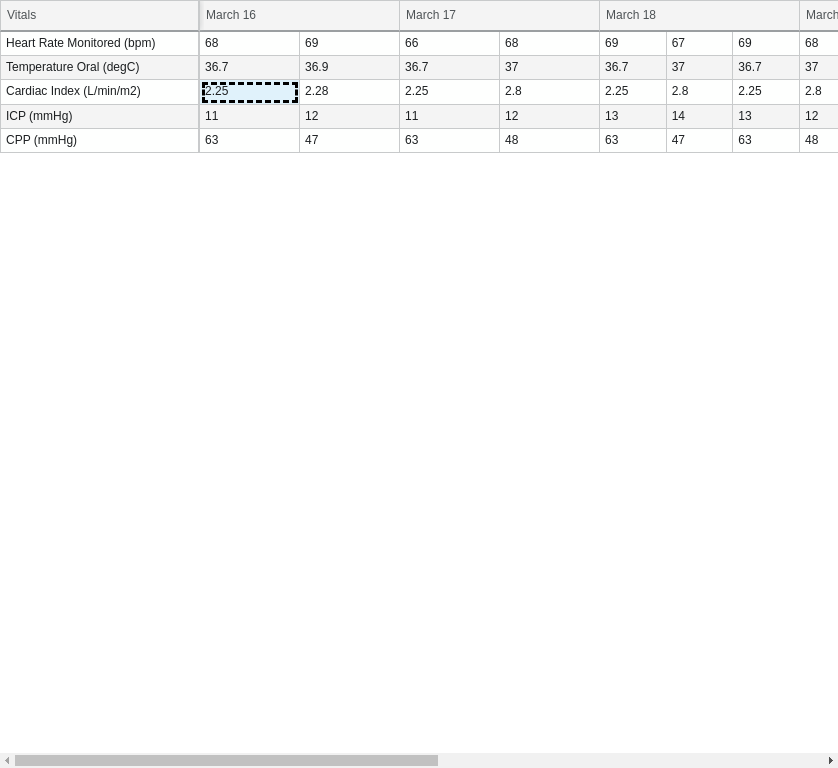 Vitals March 16 March 17 March 18 March
Heart Rate Monitored (bpm) 68 69 66 68 69 67 69 68
Temperature Oral (degC) 36.7 36.9 36.7 37 36.7 37 36.7 37
Cardiac Index (L/min/m2) 2.25 2.28 2.25 2.8 2.25 2.8 2.25 2.8
ICP (mmHg) 11 12 11 12 13 14 13 12
CPP (mmHg) 63 47 63 48 63 47 63 48